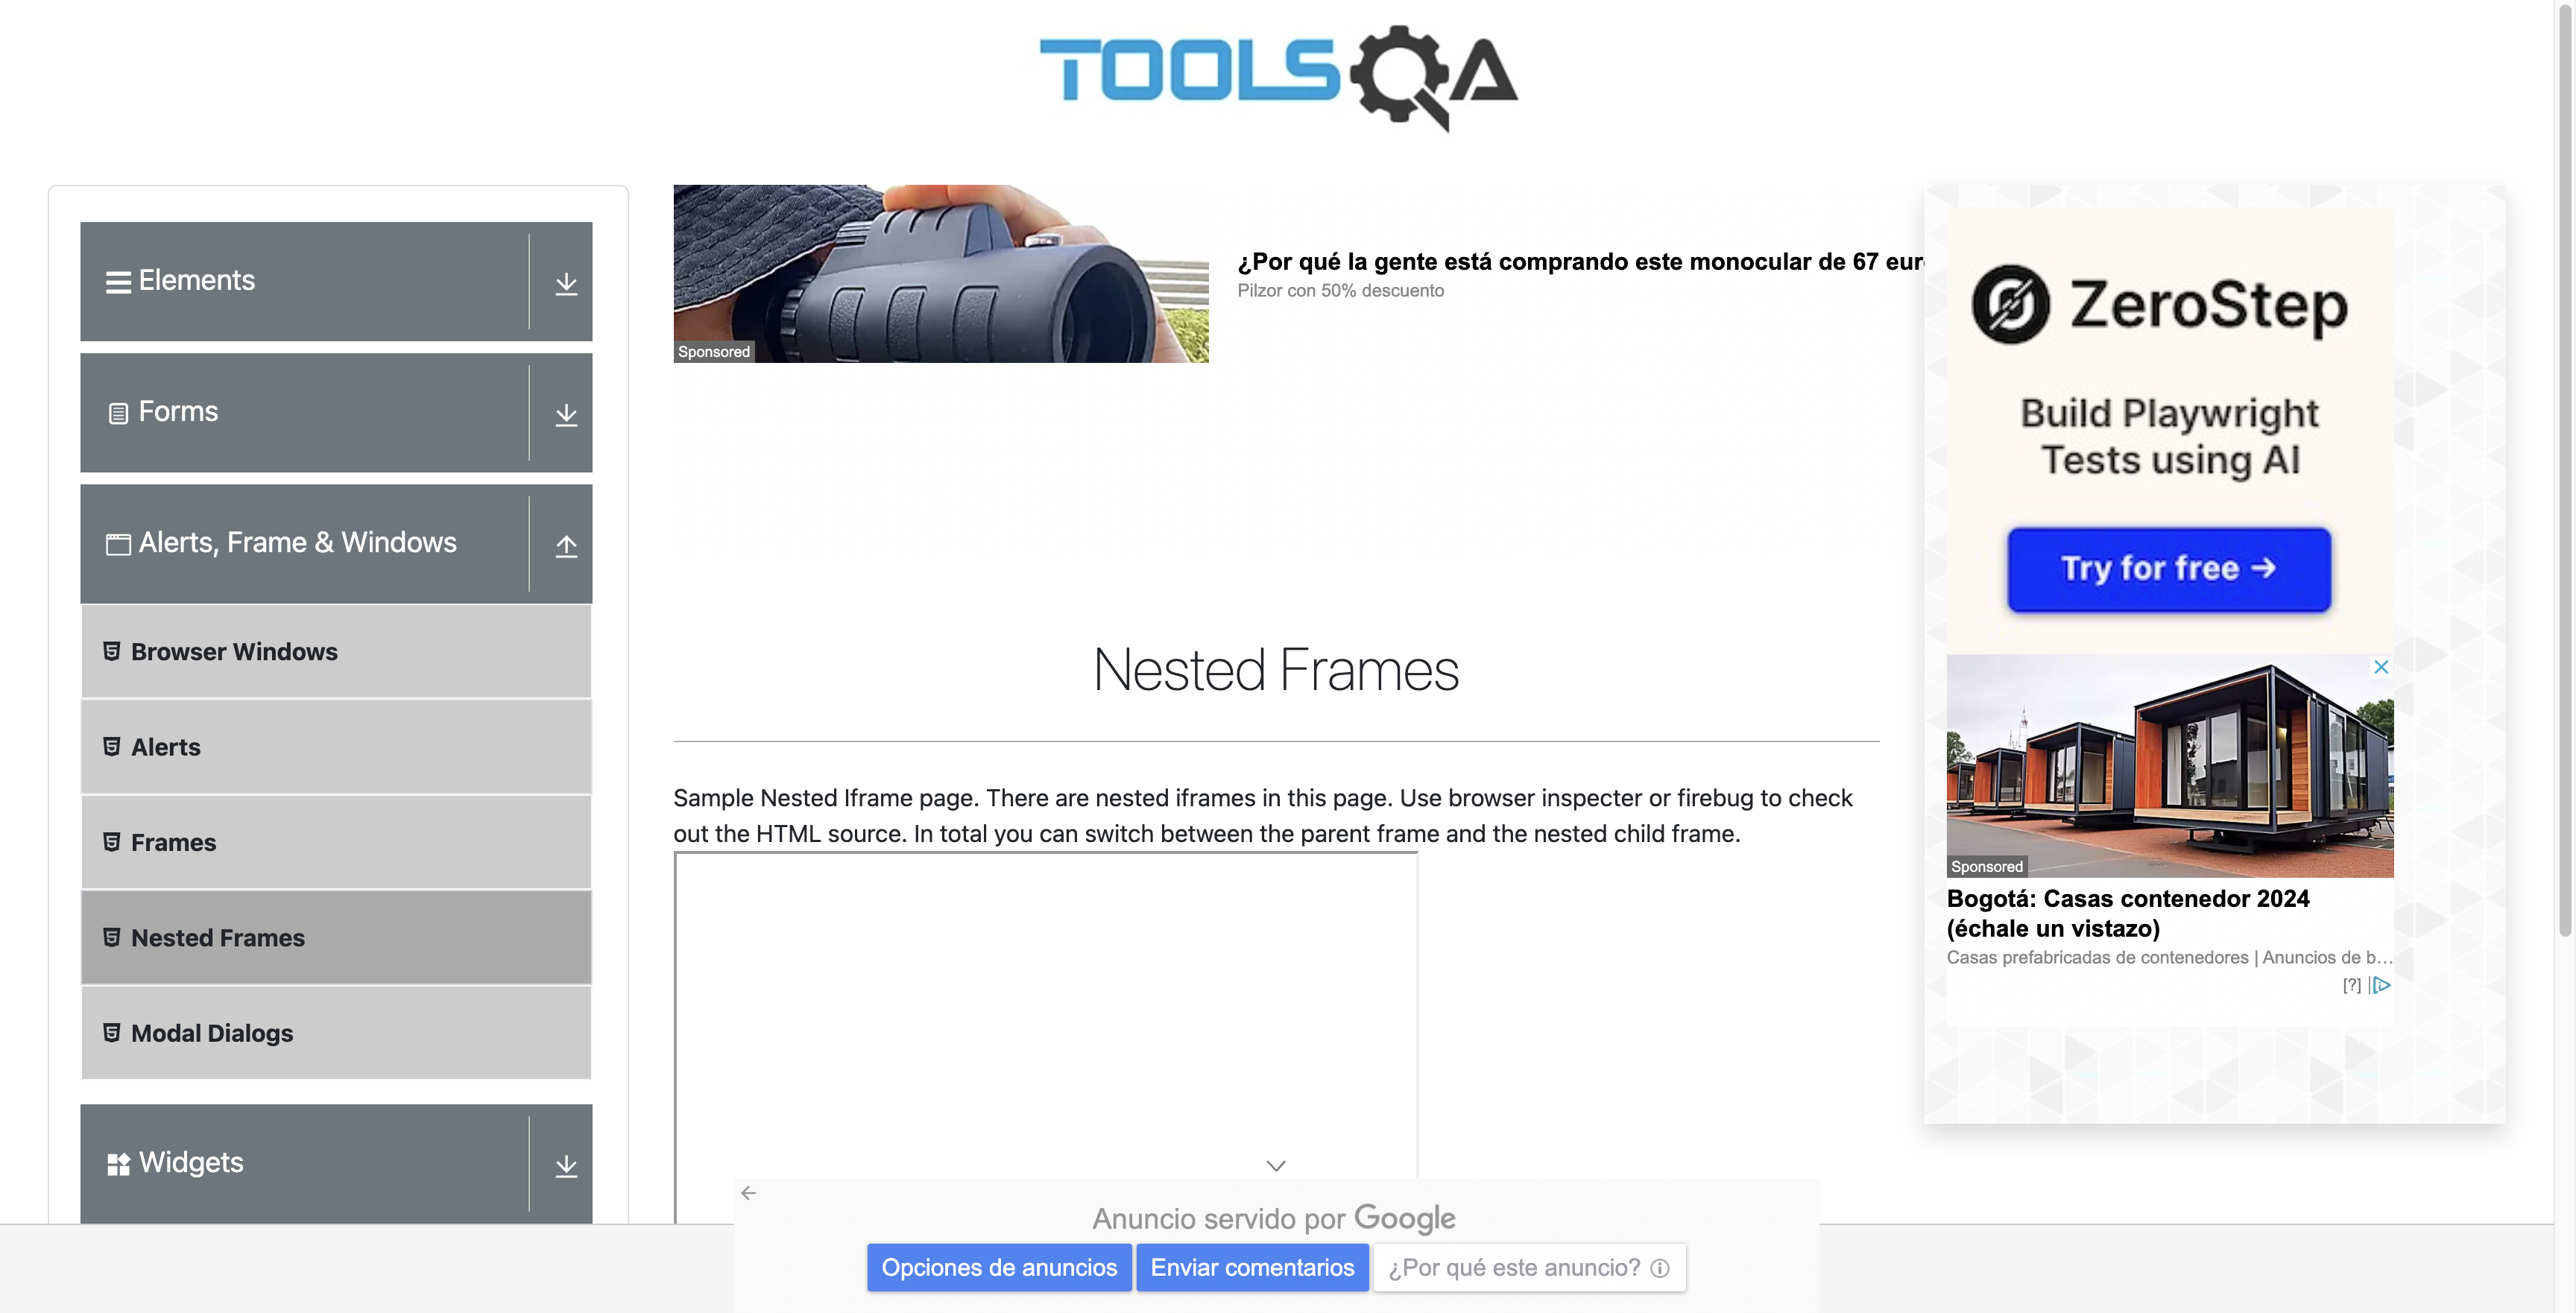 TOOLSQA
Elements
Forms
Alerts, Frame & Windows
Browser Windows
Alerts
Frames
Nested Frames
Modal Dialogs
Widgets
Sponsored
¿Por qué la gente está comprando este monocular de 67 eur
Pilzor con 50% descuento
Nested Frames
Sample Nested Iframe page. There are nested iframes in this page. Use browser inspecter or firebug to check
out the HTML source. In total you can switch between the parent frame and the nested child frame.
ZeroStep
Build Playwright
Tests using AI
Try for free →
Sponsored
Bogotá: Casas contenedor 2024
(échale un vistazo)
Casas prefabricadas de contenedores | Anuncios de b…
[?] |
Anuncio servido por Google
Opciones de anuncios
Enviar comentarios
¿Por qué este anuncio?